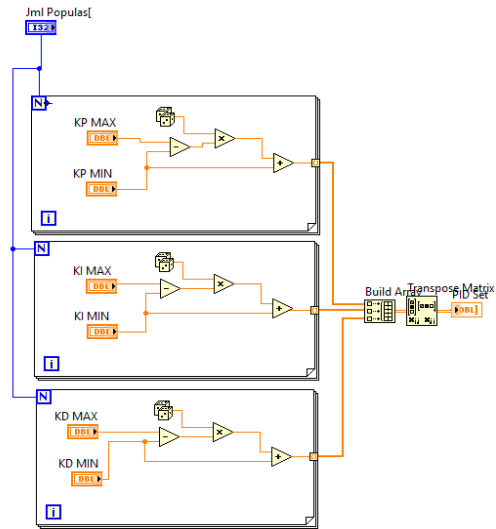 Jml Populas[
I32
N
KP MAX
DBL
KP MIN
DBL
i
N
KI MAX
DBL
KI MIN
DBL
i
Build Array
Transpose Matrix
PID Set
DBL]
N
KD MAX
DBL
KD MIN
DBL
i